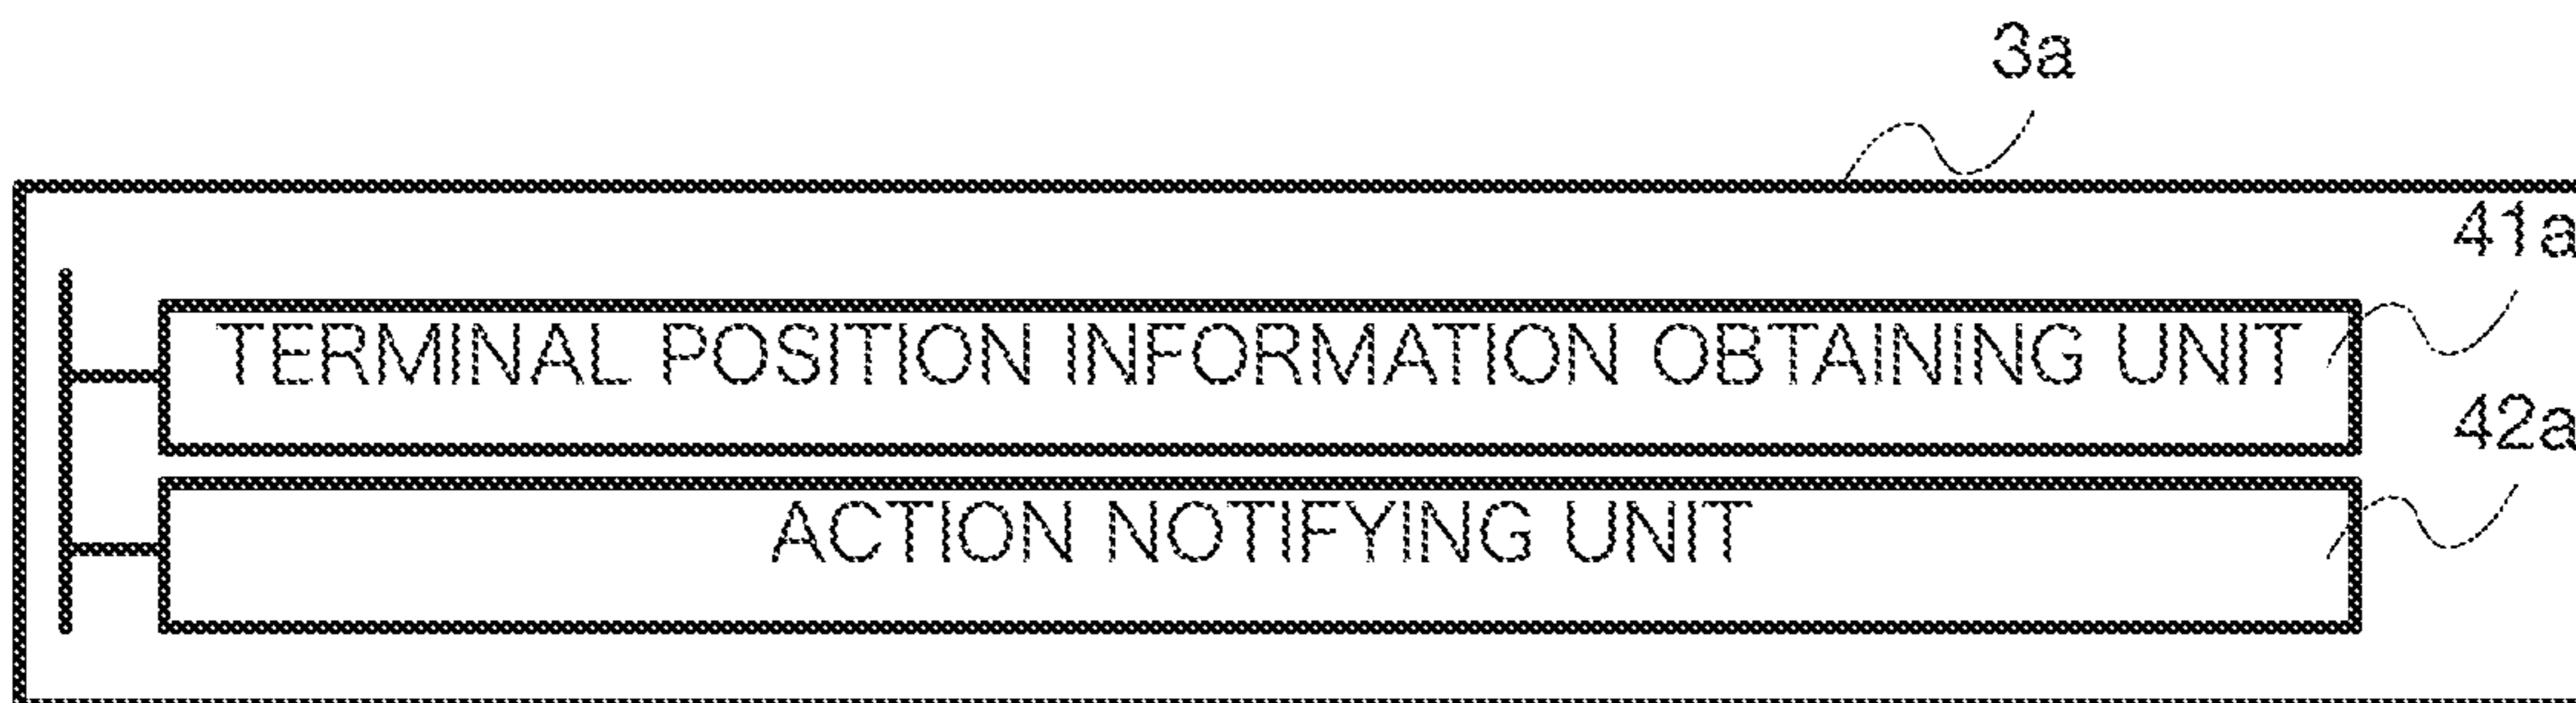 3a
41a
TERMINAL POSITION INFORMATION OBTAINING UNIT
42a
ACTION NOTIFYING UNIT